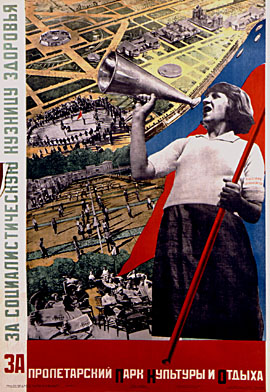 ЗА СОЦИАЛИСТИЧЕСКУЮ КУЗНИЦУ ЗДОРОВЬЯ
ЗА ПРОЛЕТАРСКИЙ ПАРК КУЛЬТУРЫ И ОТДЫХА